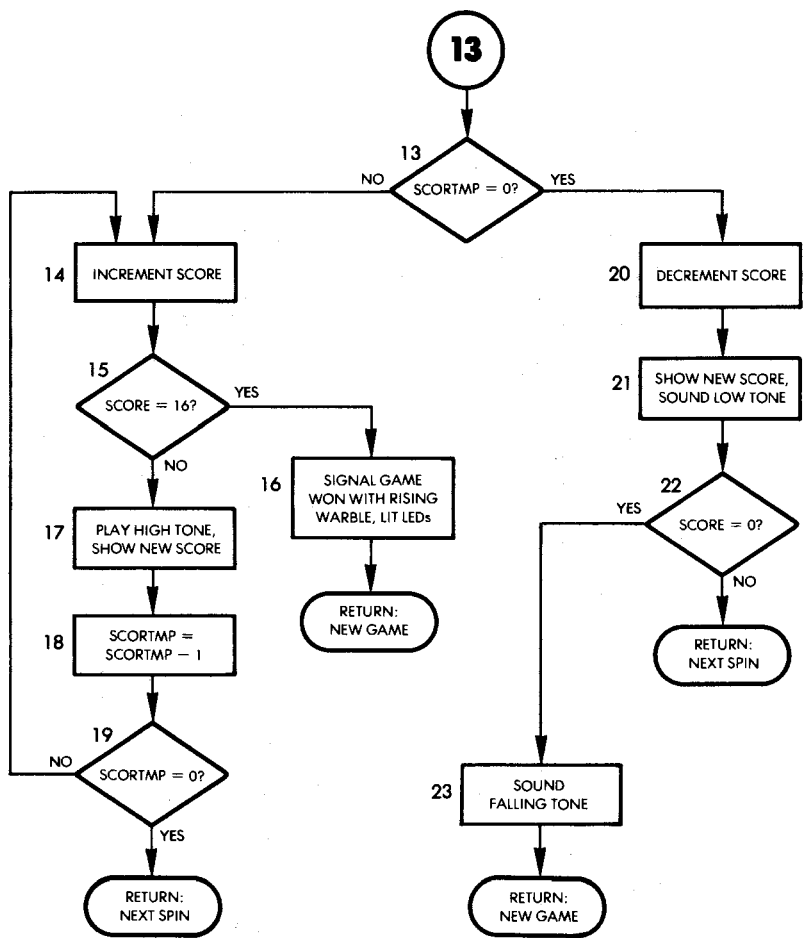 13
13
SCORTMP = 0?
NO
YES
14
INCREMENT SCORE
15
SCORE = 16?
YES
NO
16
SIGNAL GAME
WON WITH RISING
WARBLE, LIT LEDs
RETURN:
NEW GAME
17
PLAY HIGH TONE,
SHOW NEW SCORE
18
SCORTMP =
SCORTMP − 1
19
SCORTMP = 0?
NO
YES
RETURN:
NEXT SPIN
20
DECREMENT SCORE
21
SHOW NEW SCORE,
SOUND LOW TONE
22
SCORE = 0?
YES
NO
RETURN:
NEXT SPIN
23
SOUND
FALLING TONE
RETURN:
NEW GAME